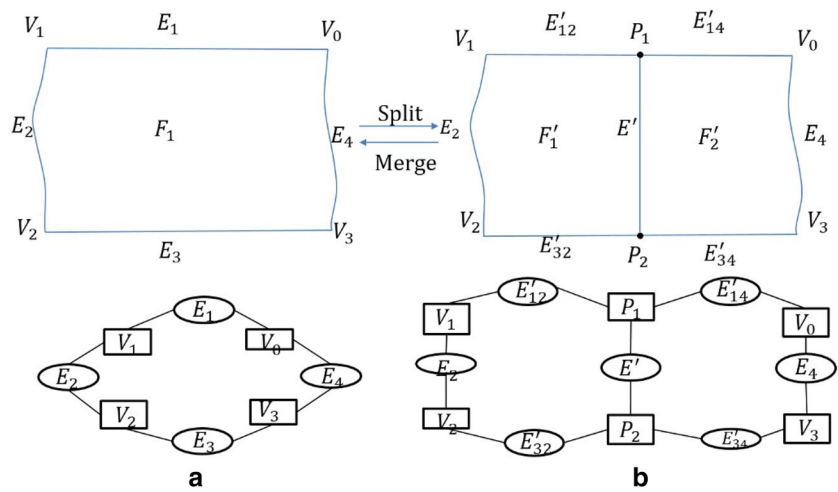 V₁ E₁ V₀
E₂ F₁ E₄
V₂ E₃ V₃
Split
Merge
V₁ E′₁₂ P₁ E′₁₄ V₀
E₂ F′₁ E′ F′₂ E₄
V₂ E′₃₂ P₂ E′₃₄ V₃
E₁
V₁ V₀
E₂ E₄
V₂ V₃
E₃
a
E′₁₂ E′₁₄
V₁ P₁ V₀
E₂ E′ E₄
V₂ P₂ V₃
E′₃₂ E′₃₄
b